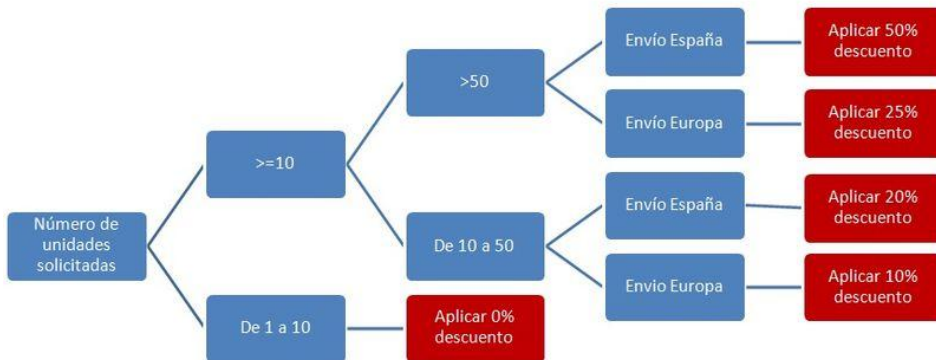 Número de
unidades
solicitadas
>=10
De 1 a 10
>50
De 10 a 50
Aplicar 0%
descuento
Envío España
Envío Europa
Envío España
Envio Europa
Aplicar 50%
descuento
Aplicar 25%
descuento
Aplicar 20%
descuento
Aplicar 10%
descuento